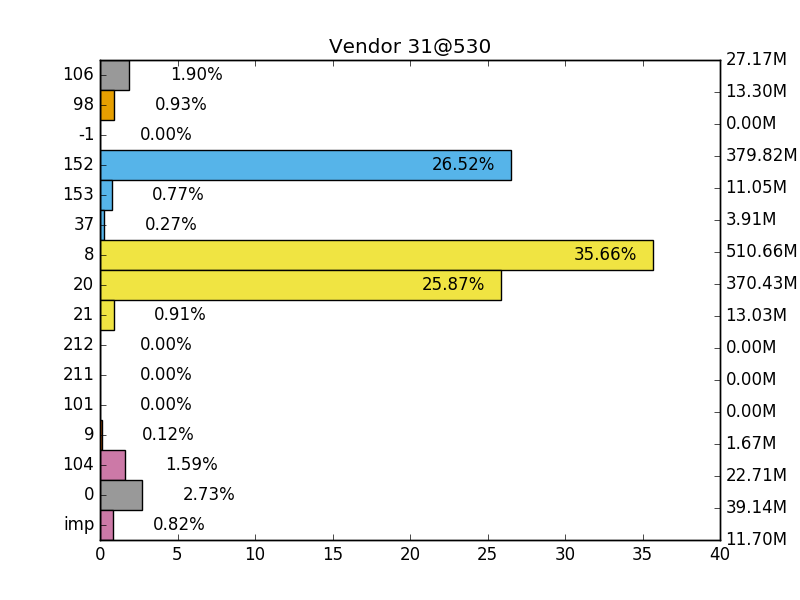 Vendor 31@530
106 1.90% 27.17M
98 0.93% 13.30M
-1 0.00% 0.00M
152 26.52% 379.82M
153 0.77% 11.05M
37 0.27% 3.91M
8 35.66% 510.66M
20 25.87% 370.43M
21 0.91% 13.03M
212 0.00% 0.00M
211 0.00% 0.00M
101 0.00% 0.00M
9 0.12% 1.67M
104 1.59% 22.71M
0 2.73% 39.14M
imp 0.82% 11.70M
0 5 10 15 20 25 30 35 40